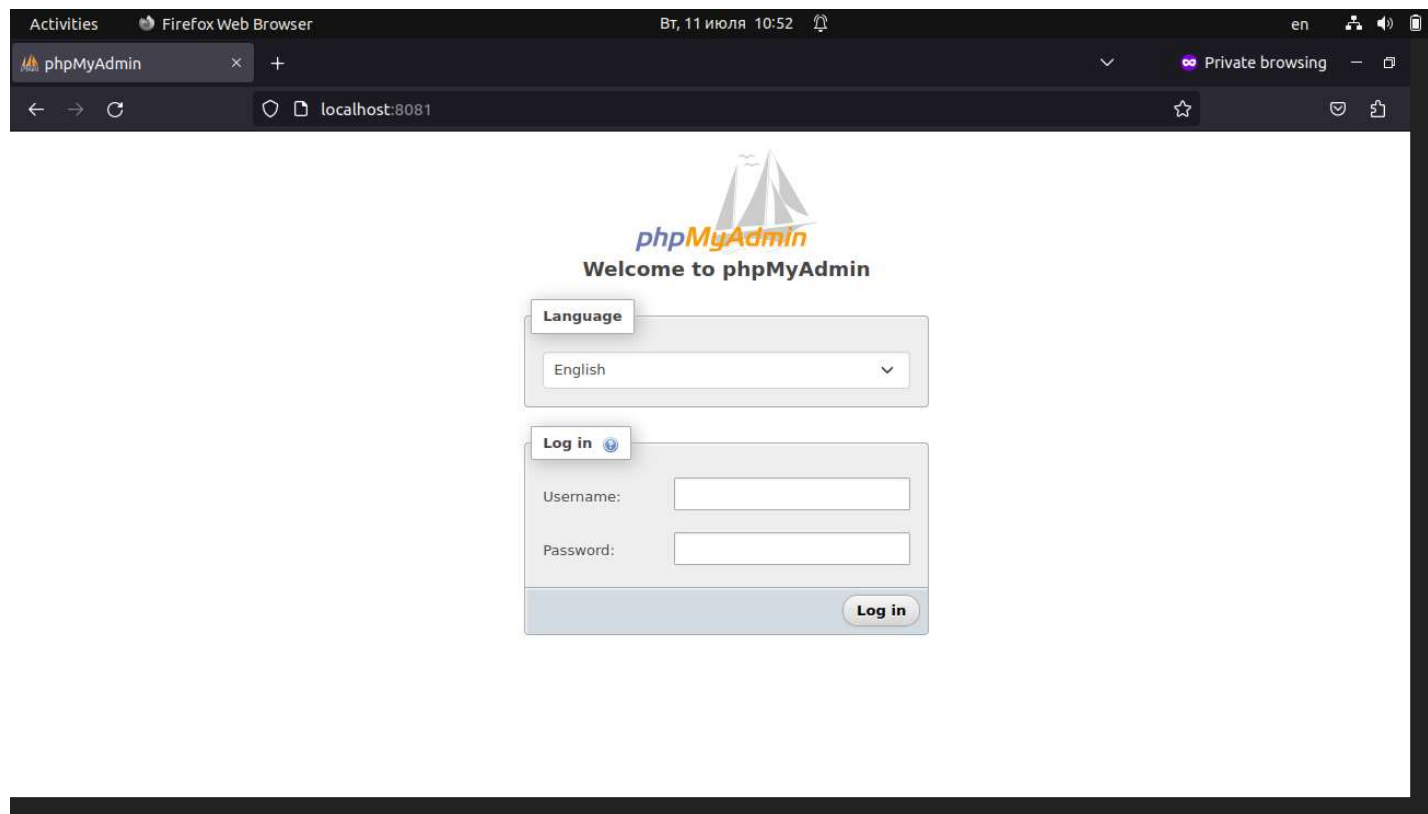 Activities Firefox Web Browser Вт, 11 июля 10:52 en
phpMyAdmin Private browsing
localhost:8081
phpMyAdmin
Welcome to phpMyAdmin
Language
English
Log in
Username:
Password:
Log in